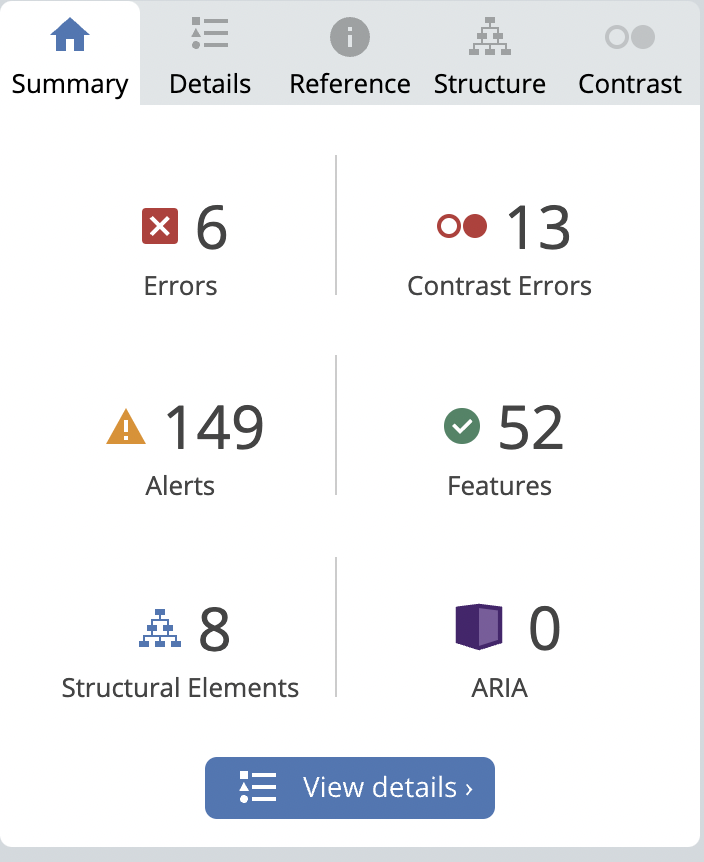 Summary Details Reference Structure Contrast
6 13
Errors Contrast Errors
149 52
Alerts Features
8 0
Structural Elements ARIA
View details ›